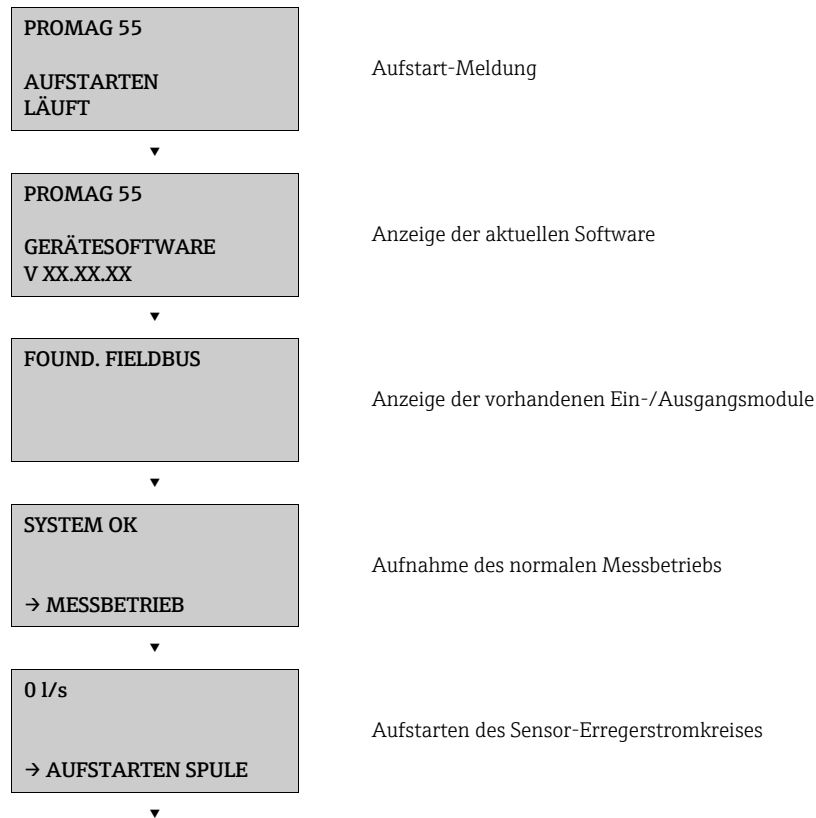 PROMAG 55
AUFSTARTEN
LÄUFT
Aufstart-Meldung
▼
PROMAG 55
GERÄTESOFTWARE
V XX.XX.XX
Anzeige der aktuellen Software
▼
FOUND. FIELDBUS
Anzeige der vorhandenen Ein-/Ausgangsmodule
▼
SYSTEM OK
→ MESSBETRIEB
Aufnahme des normalen Messbetriebs
▼
0 l/s
→ AUFSTARTEN SPULE
Aufstarten des Sensor-Erregerstromkreises
▼